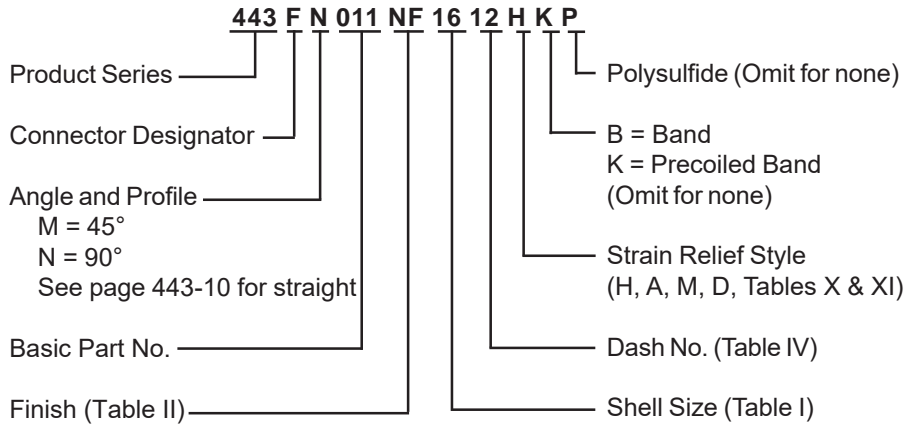 443 F N 011 NF 16 12 H K P
Product Series
Connector Designator
Angle and Profile
M = 45°
N = 90°
See page 443-10 for straight
Basic Part No.
Finish (Table II)
Polysulfide (Omit for none)
B = Band
K = Precoiled Band
(Omit for none)
Strain Relief Style
(H, A, M, D, Tables X & XI)
Dash No. (Table IV)
Shell Size (Table I)